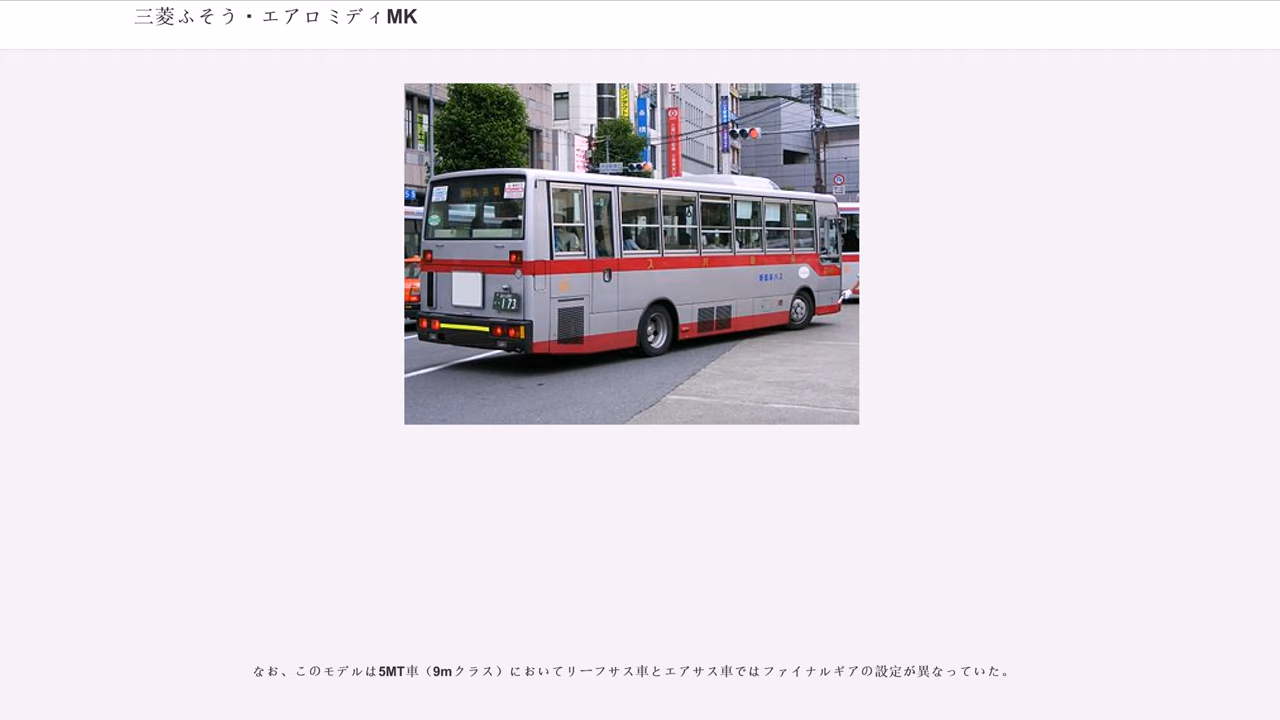 三菱ふそう・エアロミディMK
173
なお、このモデルは5MT車（9mクラス）においてリーフサス車とエアサス車ではファイナルギアの設定が異なっていた。